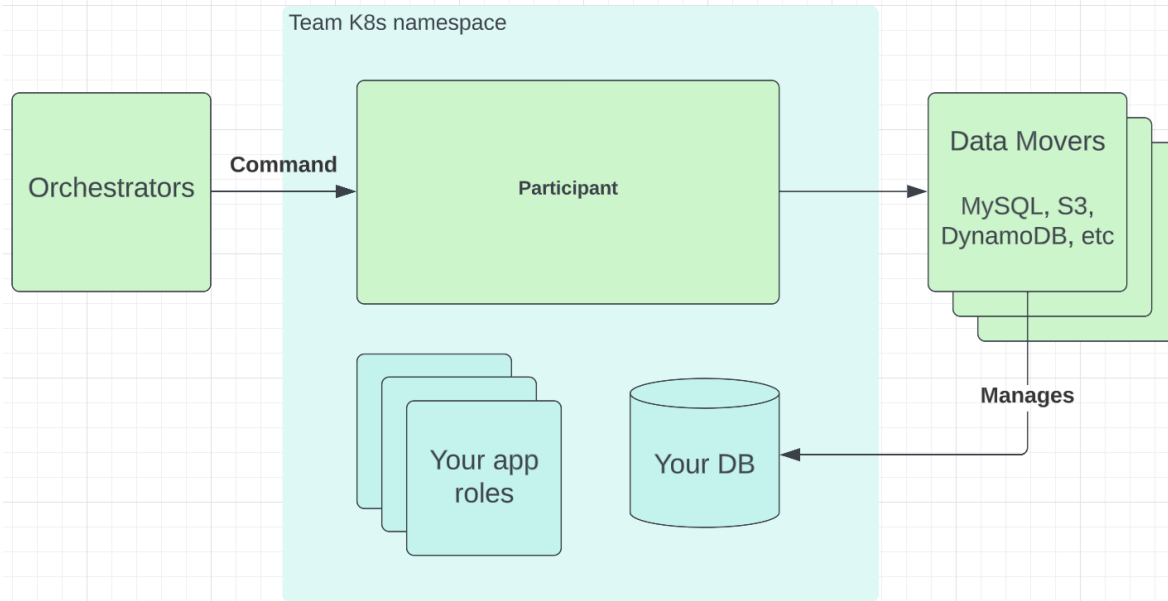 Team K8s namespace
Orchestrators
Command
Participant
Data Movers
MySQL, S3,
DynamoDB, etc
Manages
Your app
roles
Your DB